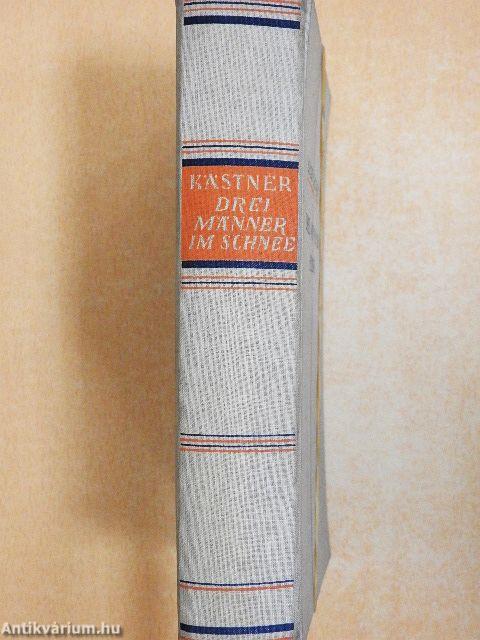 KÄSTNER
DREI
MÄNNER
IM SCHNEE
Antikvárium.hu